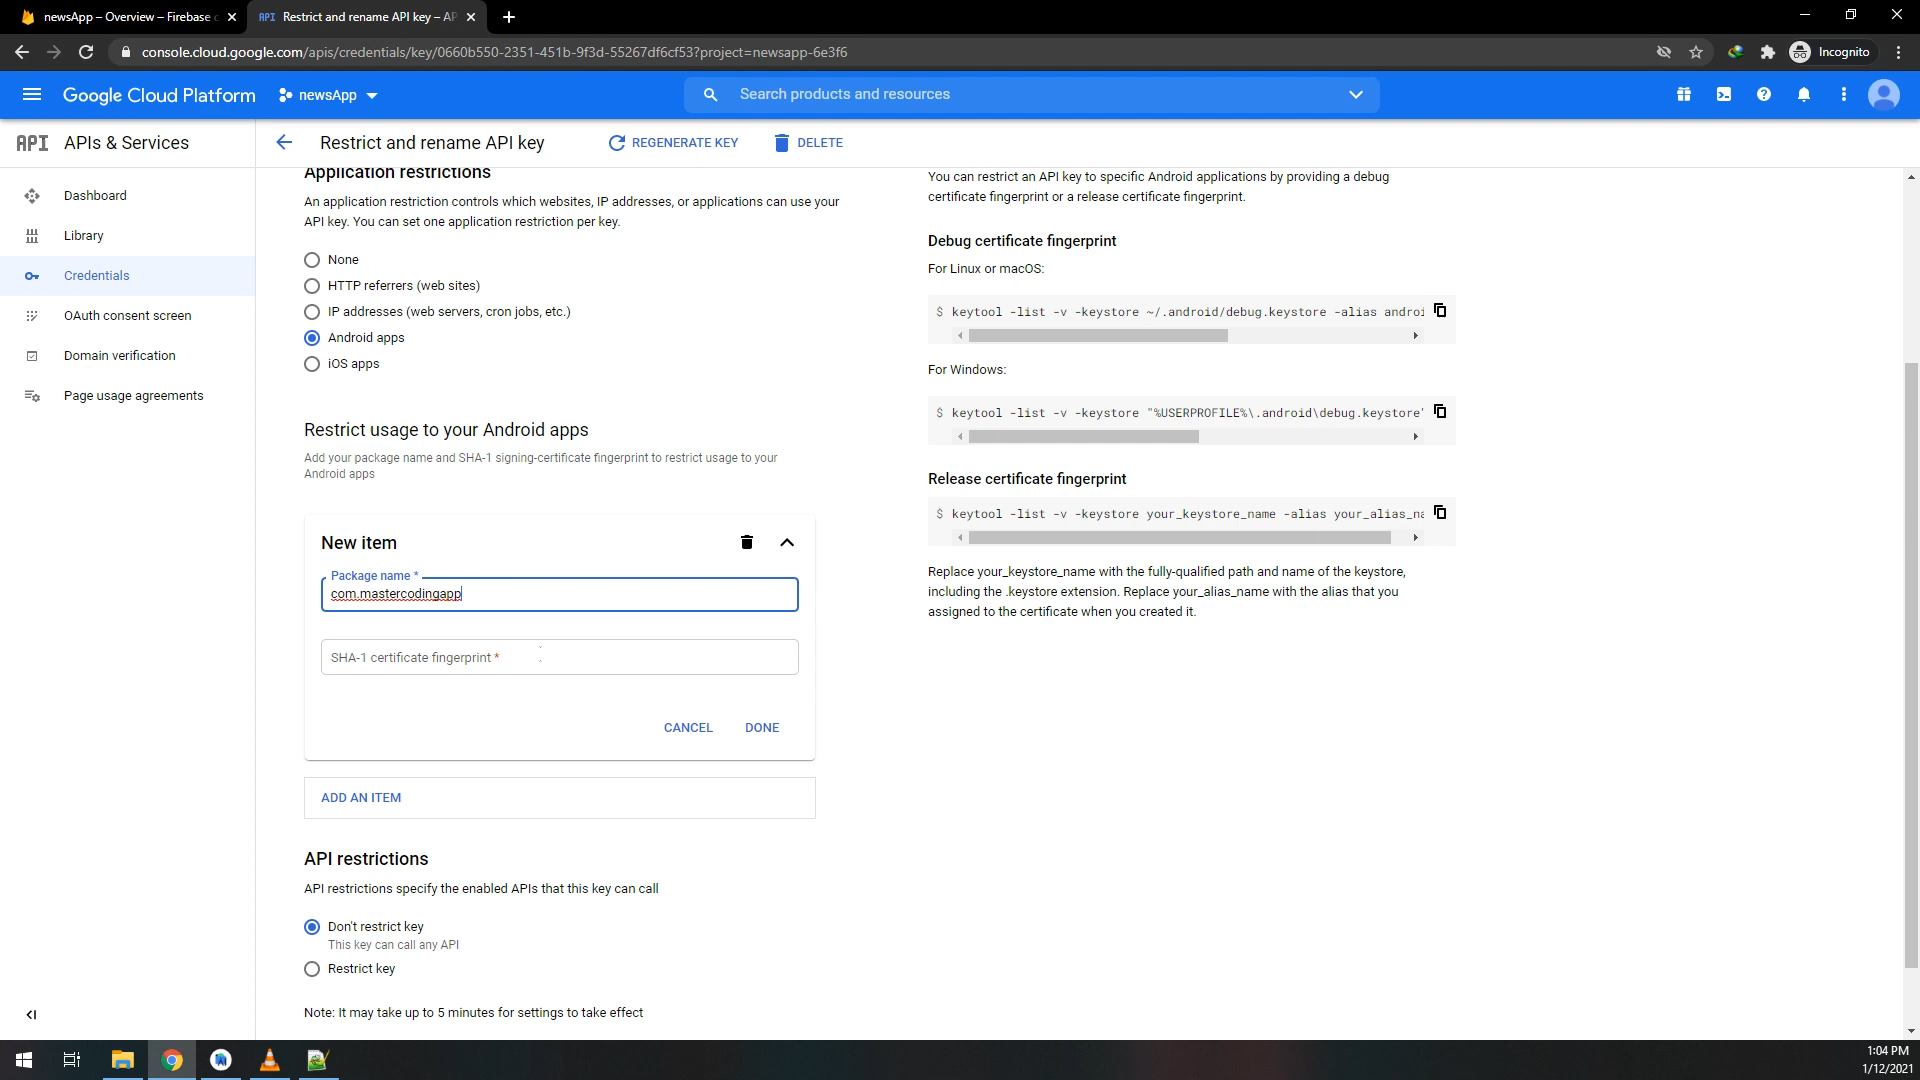 newsApp – Overview – Firebase c
Restrict and rename API key – AP
console.cloud.google.com/apis/credentials/key/0660b550-2351-451b-9f3d-55267df6cf53?project=newsapp-6e3f6
Incognito
Google Cloud Platform
newsApp
Search products and resources
API APIs & Services
Restrict and rename API key
REGENERATE KEY
DELETE
Dashboard
Library
Credentials
OAuth consent screen
Domain verification
Page usage agreements
Application restrictions
An application restriction controls which websites, IP addresses, or applications can use your
API key. You can set one application restriction per key.
None
HTTP referrers (web sites)
IP addresses (web servers, cron jobs, etc.)
Android apps
iOS apps
Restrict usage to your Android apps
Add your package name and SHA-1 signing-certificate fingerprint to restrict usage to your
Android apps
New item
Package name *
com.mastercodingapp
SHA-1 certificate fingerprint *
CANCEL
DONE
ADD AN ITEM
API restrictions
API restrictions specify the enabled APIs that this key can call
Don't restrict key
This key can call any API
Restrict key
Note: It may take up to 5 minutes for settings to take effect
You can restrict an API key to specific Android applications by providing a debug
certificate fingerprint or a release certificate fingerprint.
Debug certificate fingerprint
For Linux or macOS:
$ keytool -list -v -keystore ~/.android/debug.keystore -alias androi
For Windows:
$ keytool -list -v -keystore "%USERPROFILE%\.android\debug.keystore"
Release certificate fingerprint
$ keytool -list -v -keystore your_keystore_name -alias your_alias_na
Replace your_keystore_name with the fully-qualified path and name of the keystore,
including the .keystore extension. Replace your_alias_name with the alias that you
assigned to the certificate when you created it.
1:04 PM
1/12/2021